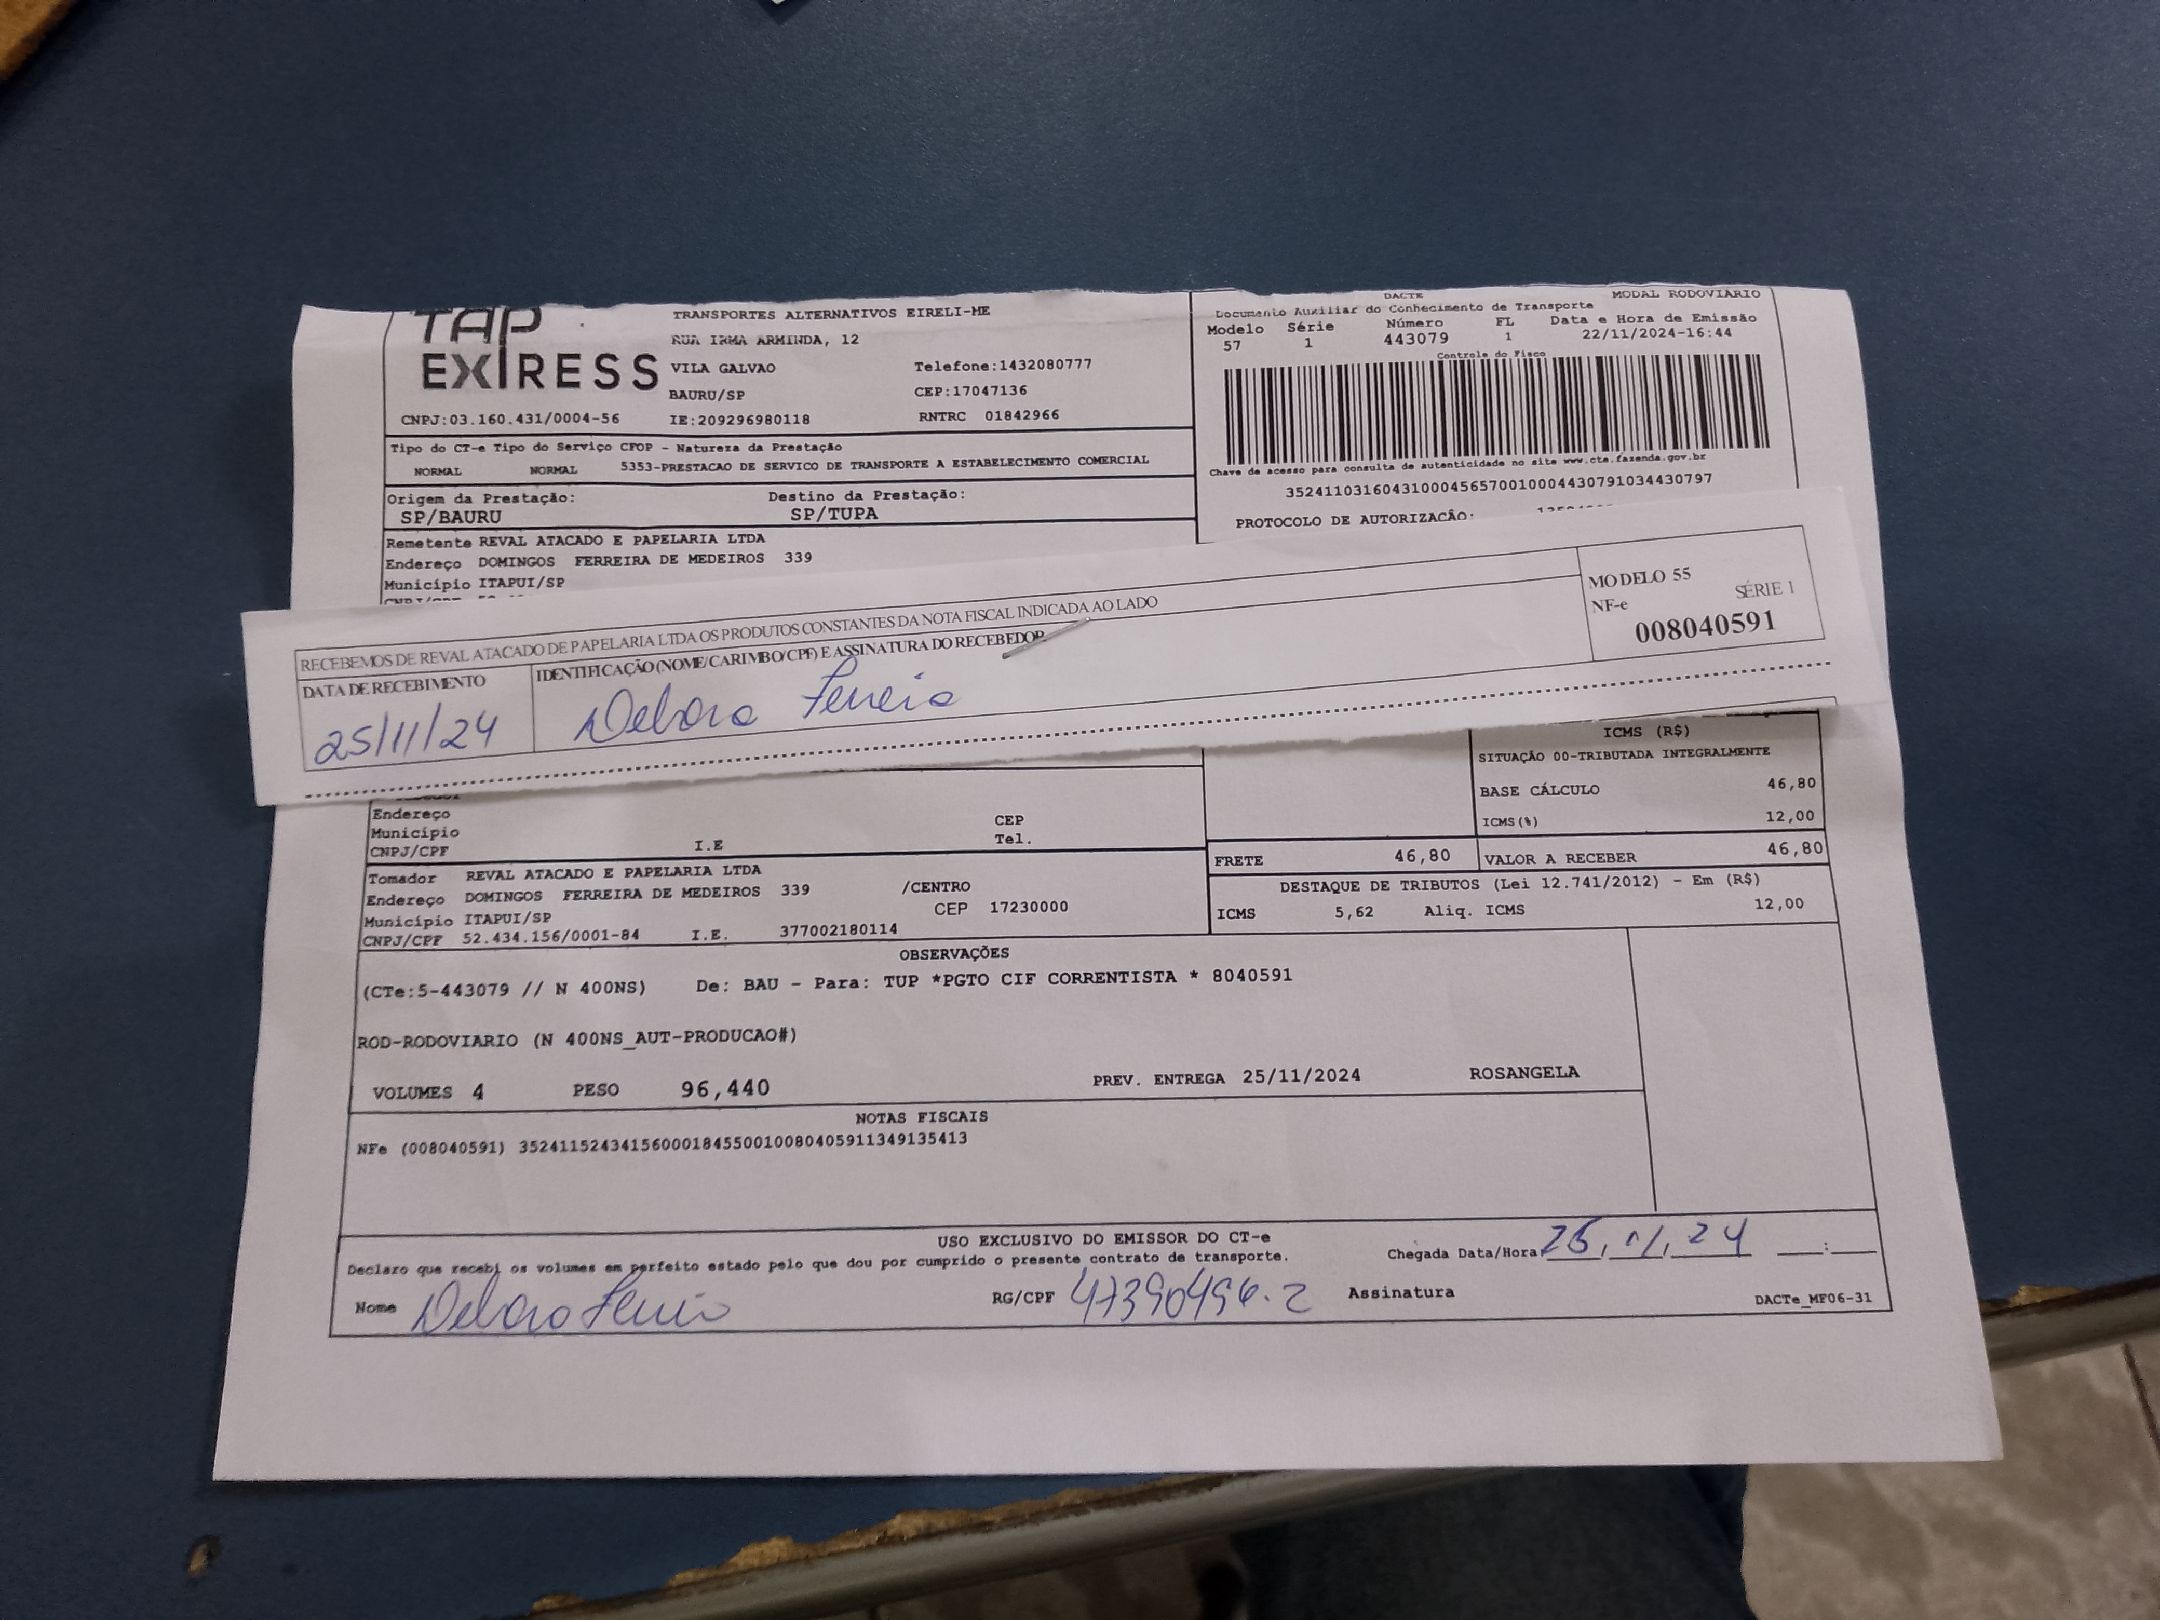 TAP
EXPRESS
TRANSPORTES ALTERNATIVOS EIRELI-ME
RUA IRMA ARMINDA, 12
VILA GALVAO Telefone:1432080777
BAURU/SP CEP:17047136
CNPJ:03.160.431/0004-56 IE:209296980118 RNTRC 01842966
DACTE MODAL RODOVIARIO
Documento Auxiliar do Conhecimento de Transporte
Modelo Série Número FL Data e Hora de Emissão
57 1 443079 1 22/11/2024-16:44
Controle do Fisco
Chave de acesso para consulta de autenticidade no site www.cte.fazenda.gov.br
35241103160431000456570010004430791034430797
PROTOCOLO DE AUTORIZACÃO:
Tipo do CT-e Tipo do Serviço CFOP - Natureza da Prestação
NORMAL NORMAL 5353-PRESTACAO DE SERVICO DE TRANSPORTE A ESTABELECIMENTO COMERCIAL
Origem da Prestação: Destino da Prestação:
SP/BAURU SP/TUPA
Remetente REVAL ATACADO E PAPELARIA LTDA
Endereço DOMINGOS FERREIRA DE MEDEIROS 339
Município ITAPUI/SP
RECEBEMOS DE REVAL ATACADO DE PAPELARIA LTDA OS PRODUTOS CONSTANTES DA NOTA FISCAL INDICADA AO LADO
DATA DE RECEBIMENTO IDENTIFICAÇÃO (NOME/CARIMBO/CPF) E ASSINATURA DO RECEBEDOR
25/11/24 Debora Ferreia
MODELO 55
NF-e SÉRIE 1
008040591
ICMS (R$)
SITUAÇÃO 00-TRIBUTADA INTEGRALMENTE
BASE CÁLCULO 46,80
ICMS(%) 12,00
Endereço CEP
Município Tel.
CNPJ/CPF I.E
FRETE 46,80 VALOR A RECEBER 46,80
DESTAQUE DE TRIBUTOS (Lei 12.741/2012) - Em (R$)
ICMS 5,62 Aliq. ICMS 12,00
Tomador REVAL ATACADO E PAPELARIA LTDA
Endereço DOMINGOS FERREIRA DE MEDEIROS 339 /CENTRO
Município ITAPUI/SP CEP 17230000
CNPJ/CPF 52.434.156/0001-84 I.E. 377002180114
OBSERVAÇÕES
(CTe:5-443079 // N 400NS) De: BAU - Para: TUP *PGTO CIF CORRENTISTA * 8040591
ROD-RODOVIARIO (N 400NS_AUT-PRODUCAO#)
VOLUMES 4 PESO 96,440 PREV. ENTREGA 25/11/2024 ROSANGELA
NOTAS FISCAIS
NFe (008040591) 35241152434156000184550010080405911349135413
USO EXCLUSIVO DO EMISSOR DO CT-e
Declaro que recebi os volumes em perfeito estado pelo que dou por cumprido o presente contrato de transporte. Chegada Data/Hora 25, 11, 24 :
Nome Debora Ferreia RG/CPF 47390496-2 Assinatura
DACTe_MF06-31